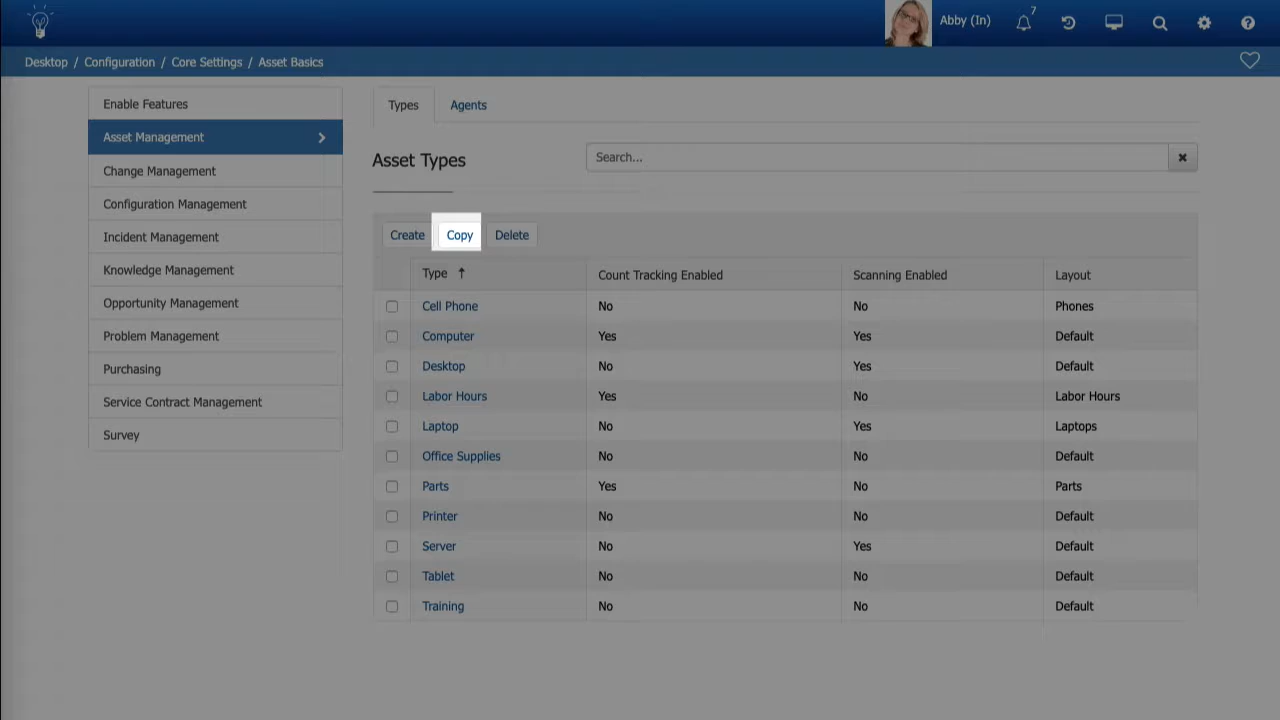 Abby (In) 7
Desktop / Configuration / Core Settings / Asset Basics
Enable Features
Asset Management
Change Management
Configuration Management
Incident Management
Knowledge Management
Opportunity Management
Problem Management
Purchasing
Service Contract Management
Survey
Types Agents
Asset Types Search...
Create Copy Delete
Type Count Tracking Enabled Scanning Enabled Layout
Cell Phone No No Phones
Computer Yes Yes Default
Desktop No Yes Default
Labor Hours Yes No Labor Hours
Laptop No Yes Laptops
Office Supplies No No Default
Parts Yes No Parts
Printer No No Default
Server No Yes Default
Tablet No No Default
Training No No Default